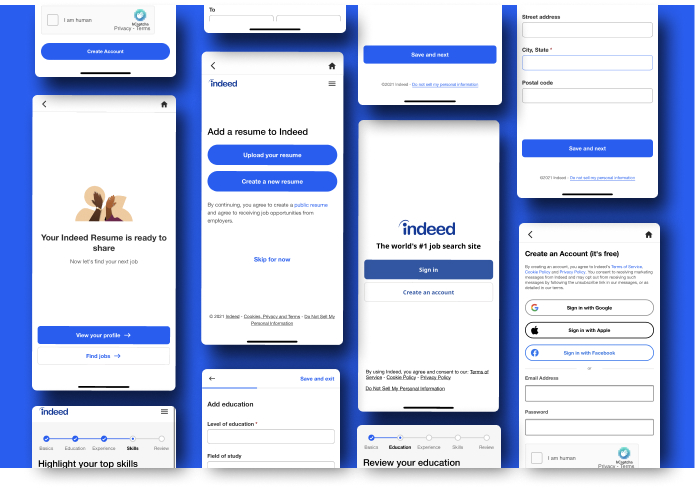 I am human
hCaptcha
Privacy - Terms
Create Account
Your Indeed Resume is ready to
share
Now let's find your next job
View your profile →
Find jobs →
indeed
Basics Education Experience Skills Review
Highlight your top skills
To
indeed
Add a resume to Indeed
Upload your resume
Create a new resume
By continuing, you agree to create a public resume
and agree to receiving job opportunities from
employers.
Skip for now
© 2021 Indeed - Cookies, Privacy and Terms - Do Not Sell My
Personal Information
← Save and exit
Add education
Level of education *
Field of study
Save and next
©2021 Indeed - Do not sell my personal information
indeed
The world's #1 job search site
Sign in
Create an account
By using Indeed, you agree and consent to our: Terms of
Service - Cookie Policy - Privacy Policy
Do Not Sell My Personal Information
Basics Education Experience Skills Review
Review your education
Street address
City, State *
Postal code
Save and next
©2021 Indeed - Do not sell my personal information
Create an Account (it's free)
By creating an account, you agree to Indeed's Terms of Service,
Cookie Policy and Privacy Policy. You consent to receiving marketing
messages from Indeed and may opt out from receiving such
messages by following the unsubscribe link in our messages, or as
detailed in our terms.
Sign in with Google
Sign in with Apple
Sign in with Facebook
or
Email Address
Password
I am human
hCaptcha
Privacy - Terms